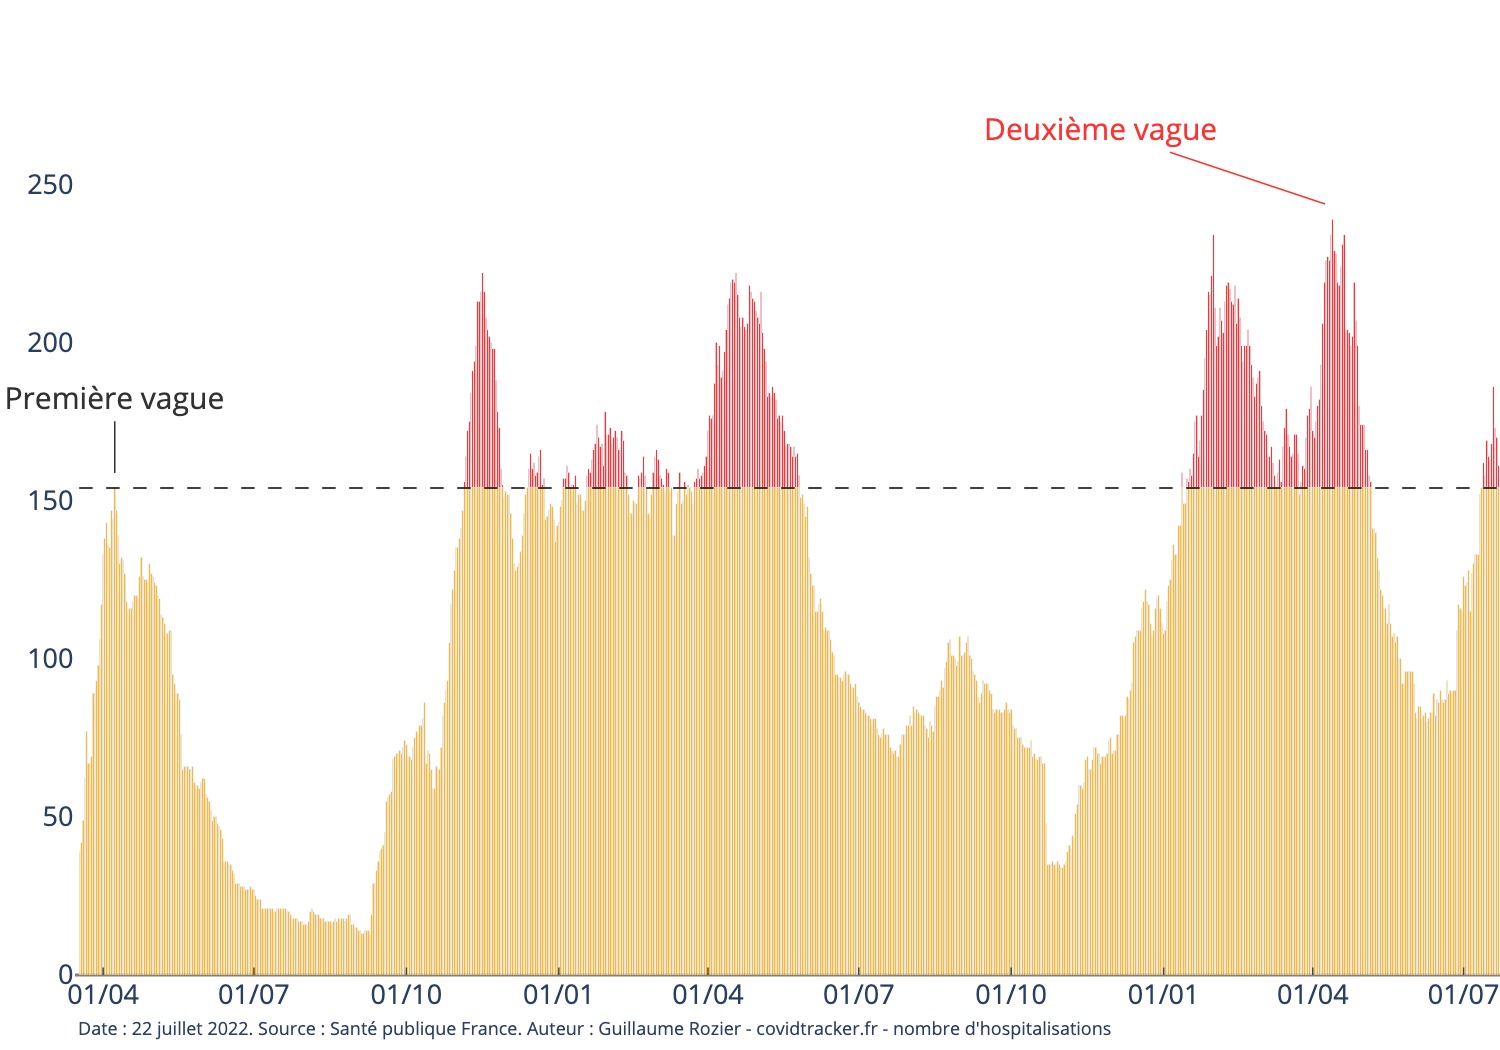 Deuxième vague
250
200
Première vague
150
100
50
0
01/04 01/07 01/10 01/01 01/04 01/07 01/10 01/01 01/04 01/07
Date : 22 juillet 2022. Source : Santé publique France. Auteur : Guillaume Rozier - covidtracker.fr - nombre d'hospitalisations